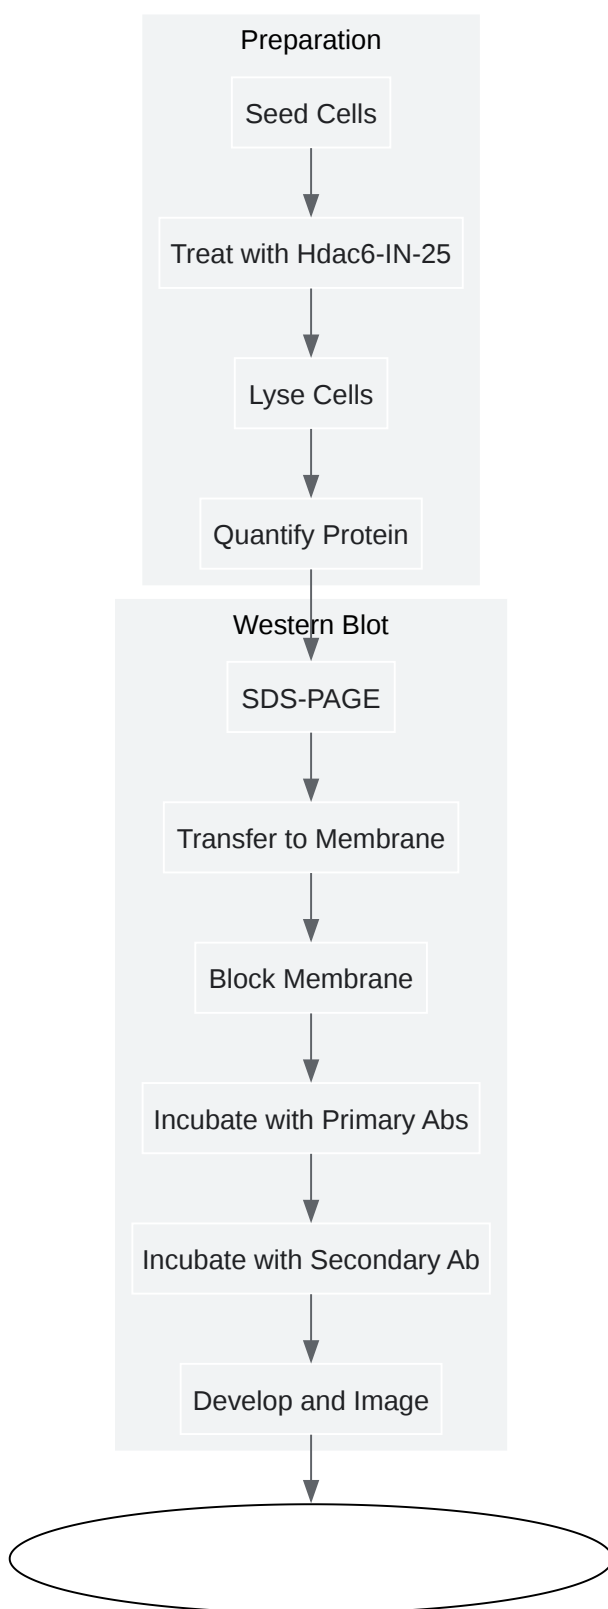 Preparation
Seed Cells
Treat with Hdac6-IN-25
Lyse Cells
Quantify Protein
Western Blot
SDS-PAGE
Transfer to Membrane
Block Membrane
Incubate with Primary Abs
Incubate with Secondary Ab
Develop and Image